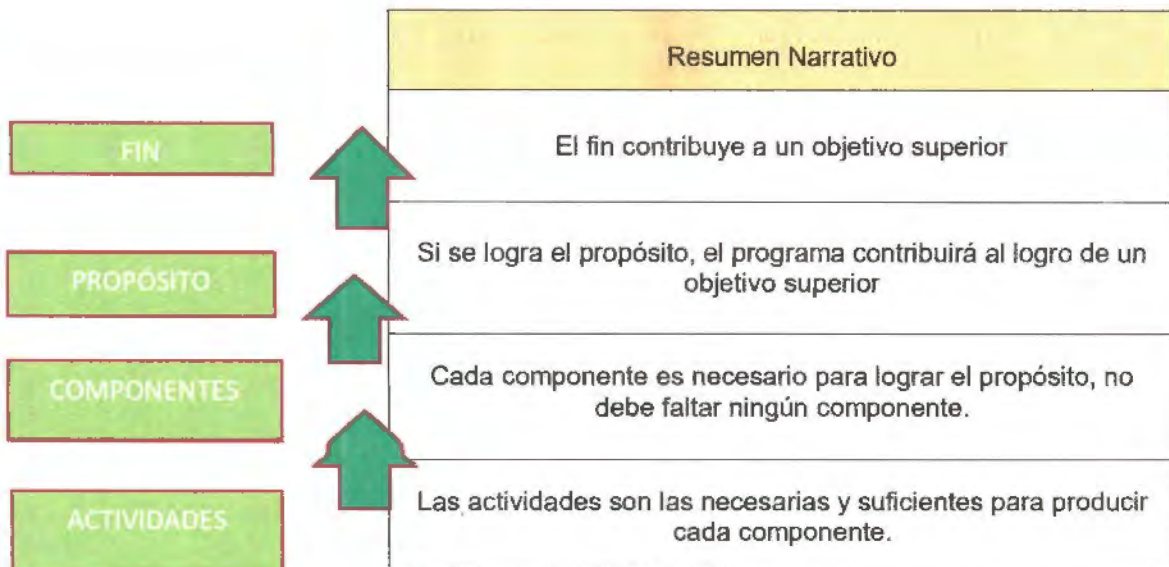 Resumen Narrativo
FIN
El fin contribuye a un objetivo superior
PROPÓSITO
Si se logra el propósito, el programa contribuirá al logro de un
objetivo superior
COMPONENTES
Cada componente es necesario para lograr el propósito, no
debe faltar ningún componente.
ACTIVIDADES
Las actividades son las necesarias y suficientes para producir
cada componente.